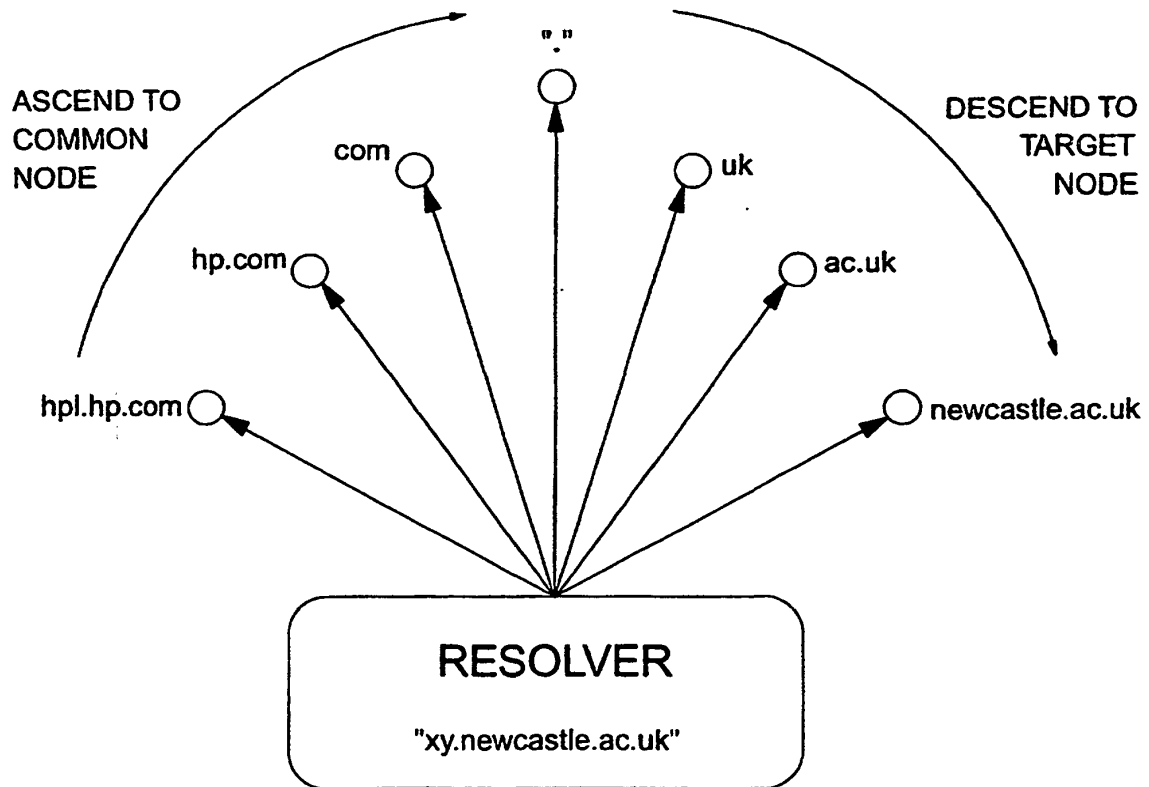 "."
ASCEND TO
COMMON
NODE
DESCEND TO
TARGET
NODE
com
uk
hp.com
ac.uk
hpl.hp.com
newcastle.ac.uk
RESOLVER
"xy.newcastle.ac.uk"